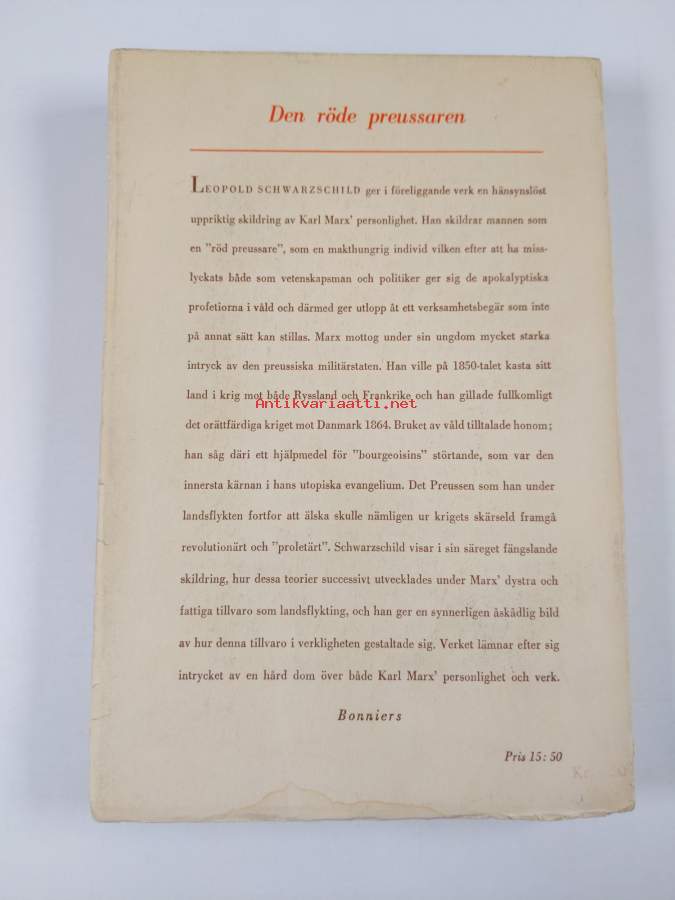 Den röde preussaren
LEOPOLD SCHWARZSCHILD ger i föreliggande verk en hänsynslöst
uppriktig skildring av Karl Marx' personlighet. Han skildrar mannen som
en "röd preussare", som en makthungrig individ vilken efter att ha miss-
lyckats både som vetenskapsman och politiker ger sig de apokalyptiska
profetiorna i våld och därmed ger utlopp åt ett verksamhetsbegär som inte
på annat sätt kan stillas. Marx mottog under sin ungdom mycket starka
intryck av den preussiska militärstaten. Han ville på 1850-talet kasta sitt
land i krig mot både Ryssland och Frankrike och han gillade fullkomligt
Antikvariaatti.net
det orättfärdiga kriget mot Danmark 1864. Bruket av våld tilltalade honom;
han såg däri ett hjälpmedel för "bourgeoisins" störtande, som var den
innersta kärnan i hans utopiska evangelium. Det Preussen som han under
landsflykten fortfor att älska skulle nämligen ur krigets skärseld framgå
revolutionärt och "proletärt". Schwarzschild visar i sin säreget fängslande
skildring, hur dessa teorier successivt utvecklades under Marx' dystra och
fattiga tillvaro som landsflykting, och han ger en synnerligen åskådlig bild
av hur denna tillvaro i verkligheten gestaltade sig. Verket lämnar efter sig
intrycket av en hård dom över både Karl Marx' personlighet och verk.
Bonniers
Pris 15:50